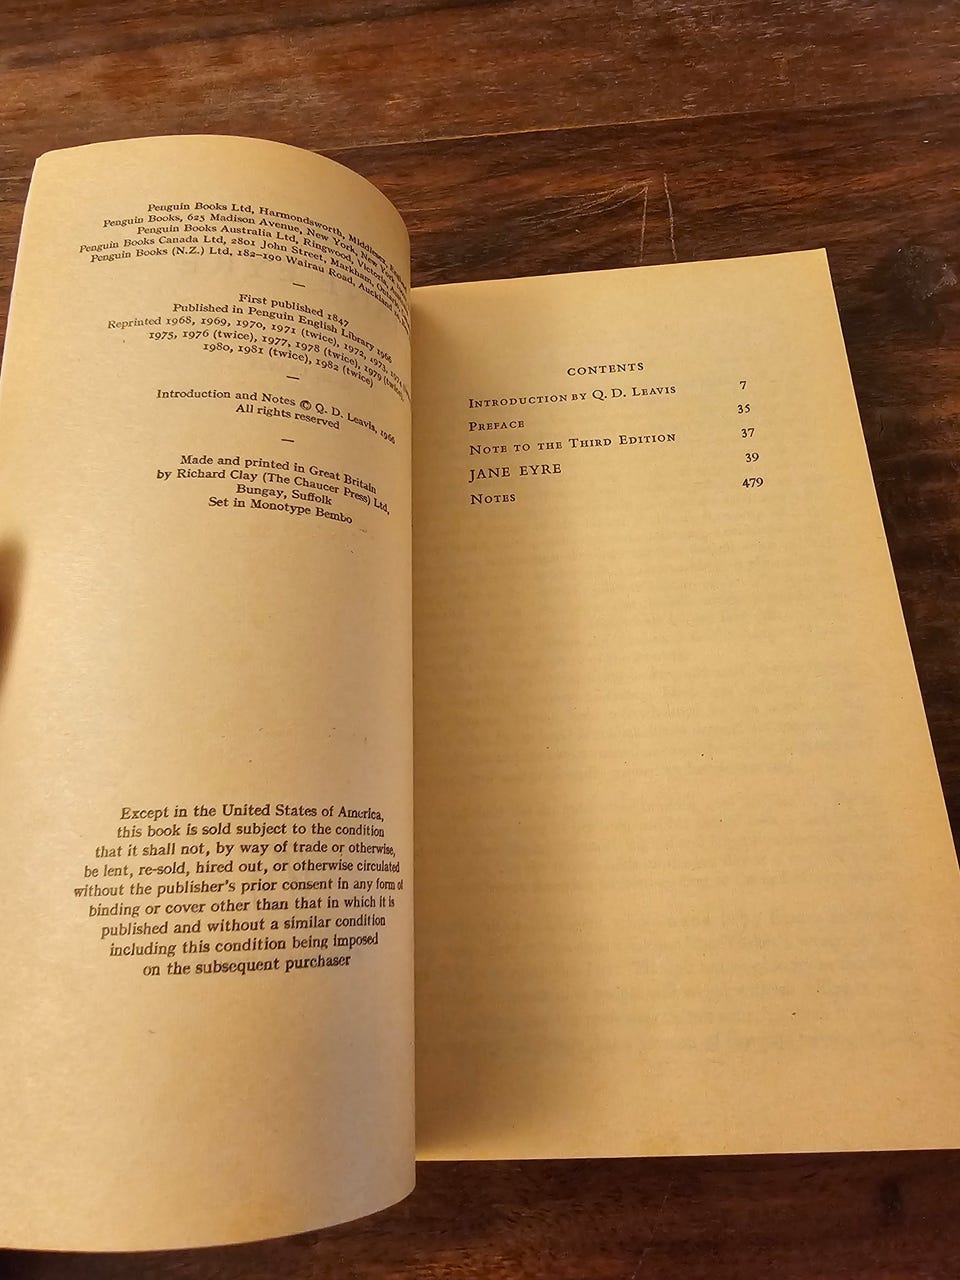 Penguin Books Ltd, Harmondsworth, Middlesex, England
Penguin Books, 625 Madison Avenue, New York, New York
Penguin Books Australia Ltd, Ringwood, Victoria,
Penguin Books Canada Ltd, 2801 John Street, Markham, Ontario,
Penguin Books (N.Z.) Ltd, 182–190 Wairau Road, Auckland
—
First published 1847
Published in Penguin English Library 1966
Reprinted 1968, 1969, 1970, 1971 (twice), 1972, 1973, 1974
1975, 1976 (twice), 1977, 1978 (twice), 1979 (twice),
1980, 1981 (twice), 1982 (twice)
—
Introduction and Notes © Q. D. Leavis, 1966
All rights reserved
—
Made and printed in Great Britain
by Richard Clay (The Chaucer Press) Ltd,
Bungay, Suffolk
Set in Monotype Bembo
Except in the United States of America,
this book is sold subject to the condition
that it shall not, by way of trade or otherwise,
be lent, re-sold, hired out, or otherwise circulated
without the publisher's prior consent in any form of
binding or cover other than that in which it is
published and without a similar condition
including this condition being imposed
on the subsequent purchaser
CONTENTS
Introduction by Q. D. Leavis 7
Preface 35
Note to the Third Edition 37
JANE EYRE 39
Notes 479